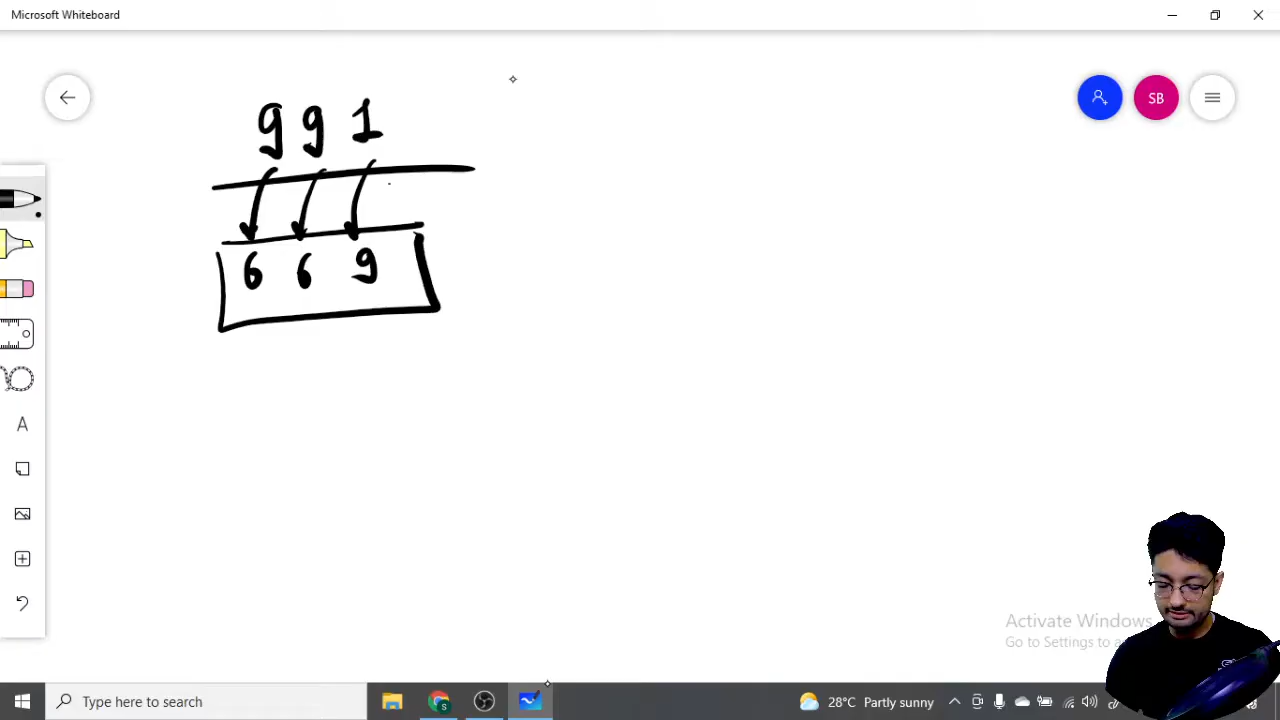 Microsoft Whiteboard
9 9 1
SB
6 6 9
A
Activate Windows
Go to Settings to a
Type here to search
28°C Partly sunny